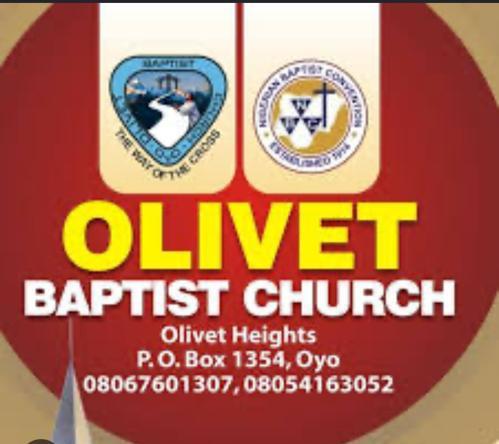 BAPTIST
THE WAY OF THE CROSS
NIGERIAN BAPTIST CONVENTION
NBC
ESTABLISHED 1914
OLIVET
BAPTIST CHURCH
Olivet Heights
P. O. Box 1354, Oyo
08067601307, 08054163052